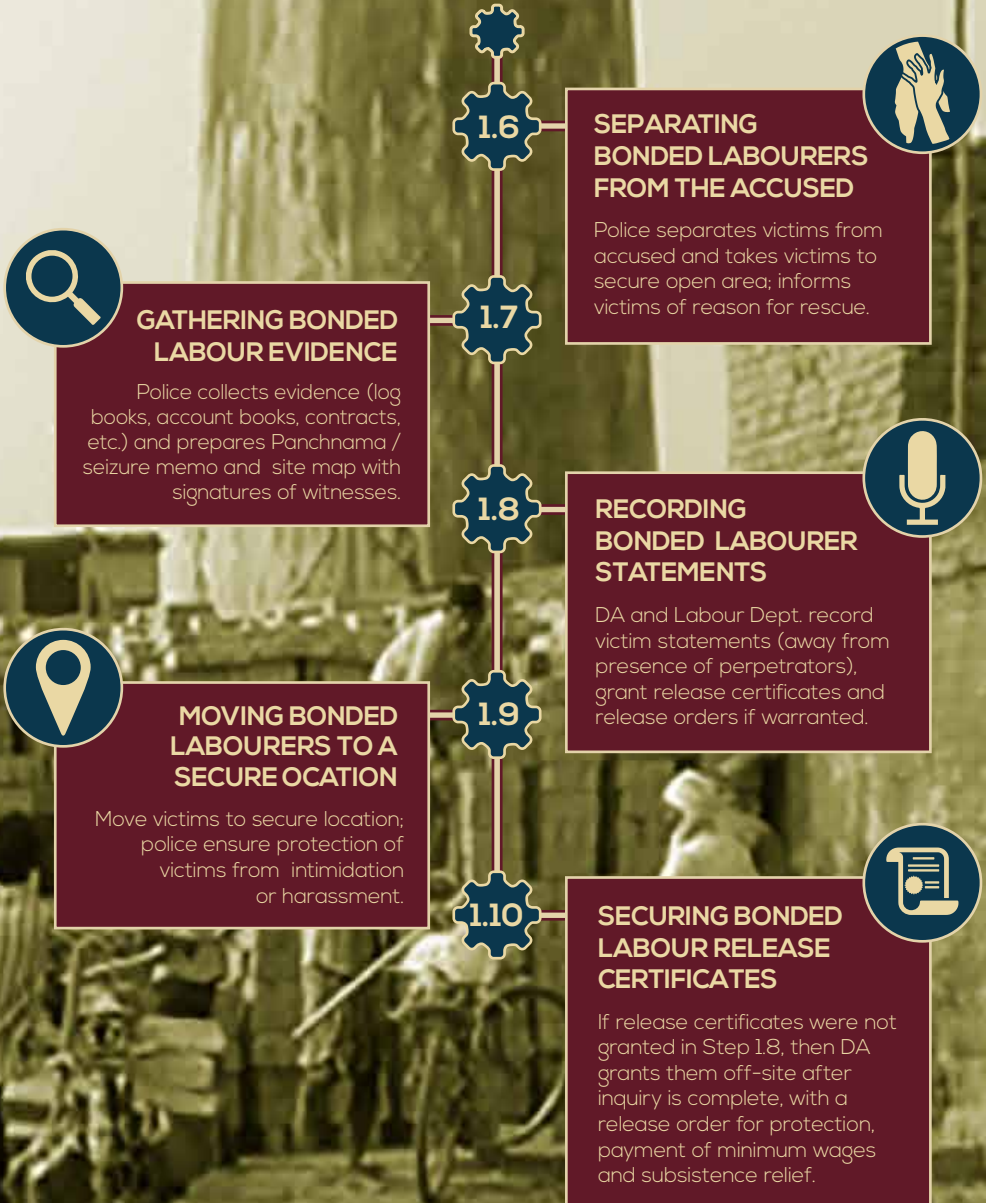 1.6
SEPARATING
BONDED LABOURERS
FROM THE ACCUSED
Police separates victims from
accused and takes victims to
secure open area; informs
victims of reason for rescue.
1.7
GATHERING BONDED
LABOUR EVIDENCE
Police collects evidence (log
books, account books, contracts,
etc.) and prepares Panchnama /
seizure memo and site map with
signatures of witnesses.
1.8
RECORDING
BONDED LABOURER
STATEMENTS
DA and Labour Dept. record
victim statements (away from
presence of perpetrators),
grant release certificates and
release orders if warranted.
1.9
MOVING BONDED
LABOURERS TO A
SECURE OCATION
Move victims to secure location;
police ensure protection of
victims from intimidation
or harassment.
1.10
SECURING BONDED
LABOUR RELEASE
CERTIFICATES
If release certificates were not
granted in Step 1.8, then DA
grants them off-site after
inquiry is complete, with a
release order for protection,
payment of minimum wages
and subsistence relief.